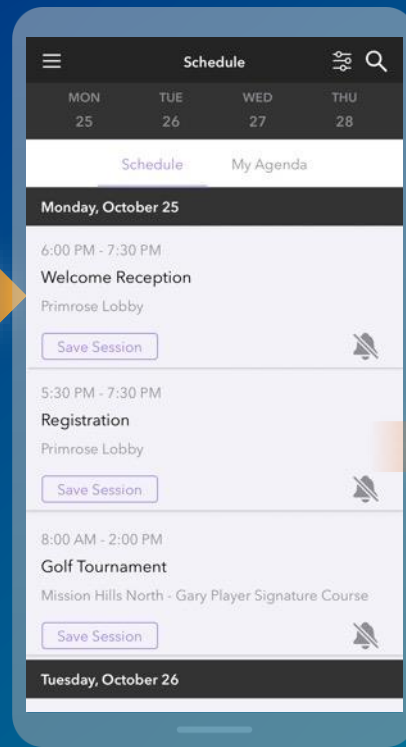 Schedule
MON TUE WED THU
25 26 27 28
Schedule My Agenda
Monday, October 25
6:00 PM - 7:30 PM
Welcome Reception
Primrose Lobby
Save Session
5:30 PM - 7:30 PM
Registration
Primrose Lobby
Save Session
8:00 AM - 2:00 PM
Golf Tournament
Mission Hills North - Gary Player Signature Course
Save Session
Tuesday, October 26